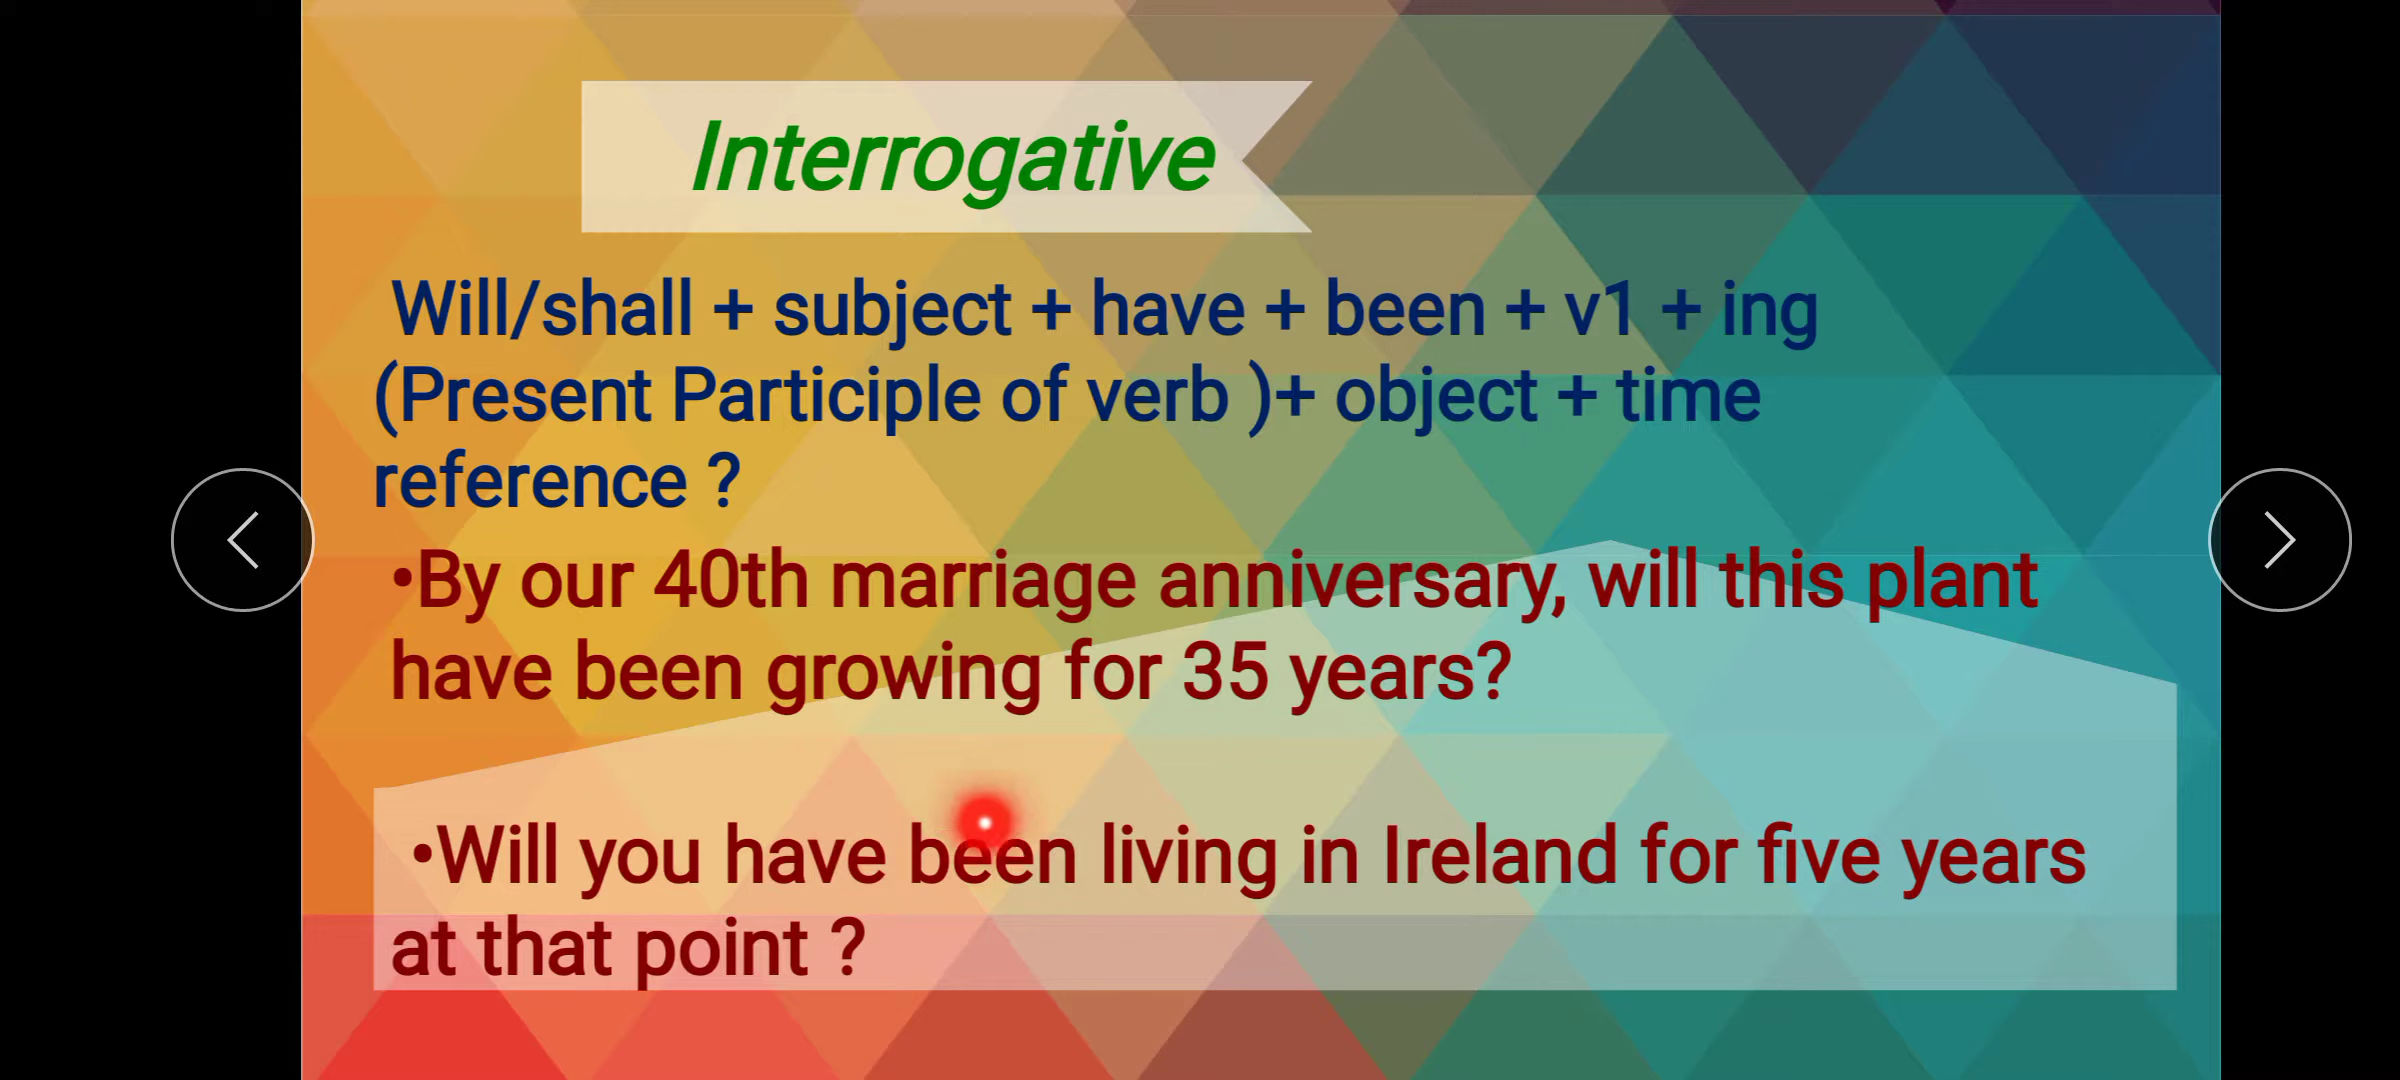 Interrogative
Will/shall + subject + have + been + v1 + ing
(Present Participle of verb )+ object + time
reference ?
•By our 40th marriage anniversary, will this plant
have been growing for 35 years?
•Will you have been living in Ireland for five years
at that point ?